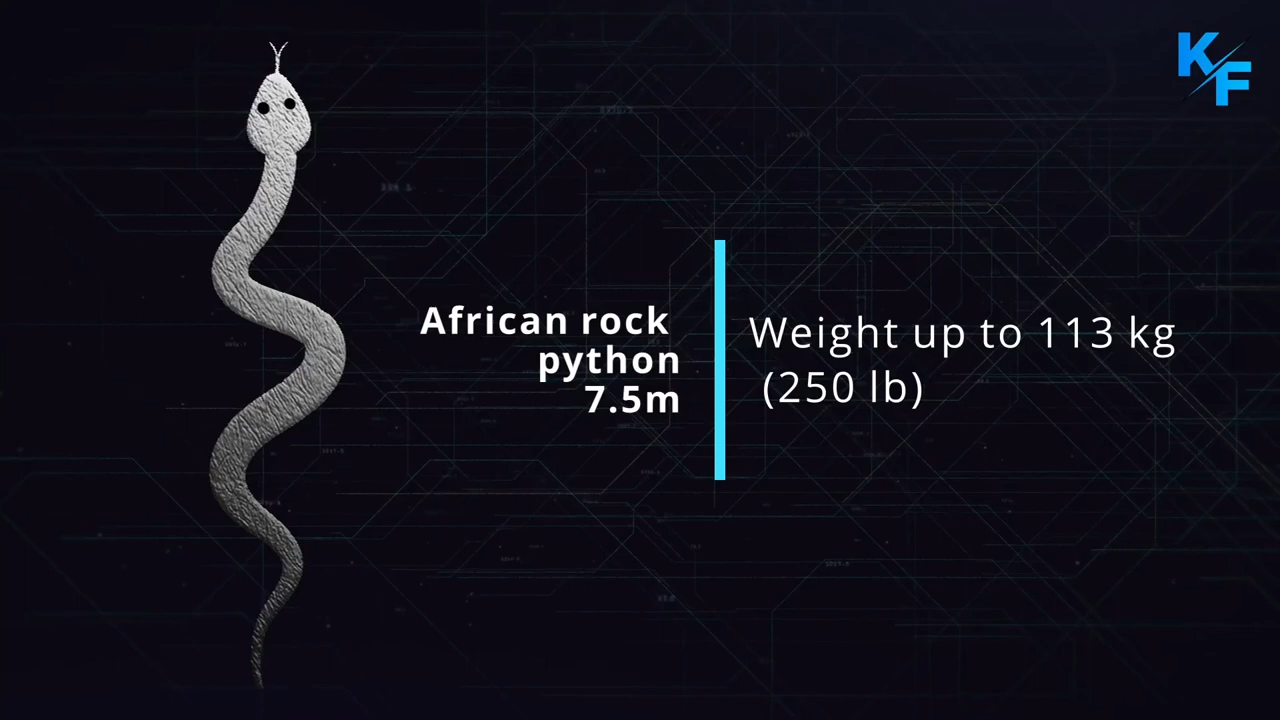 KF
African rock
python
7.5m
Weight up to 113 kg
(250 lb)